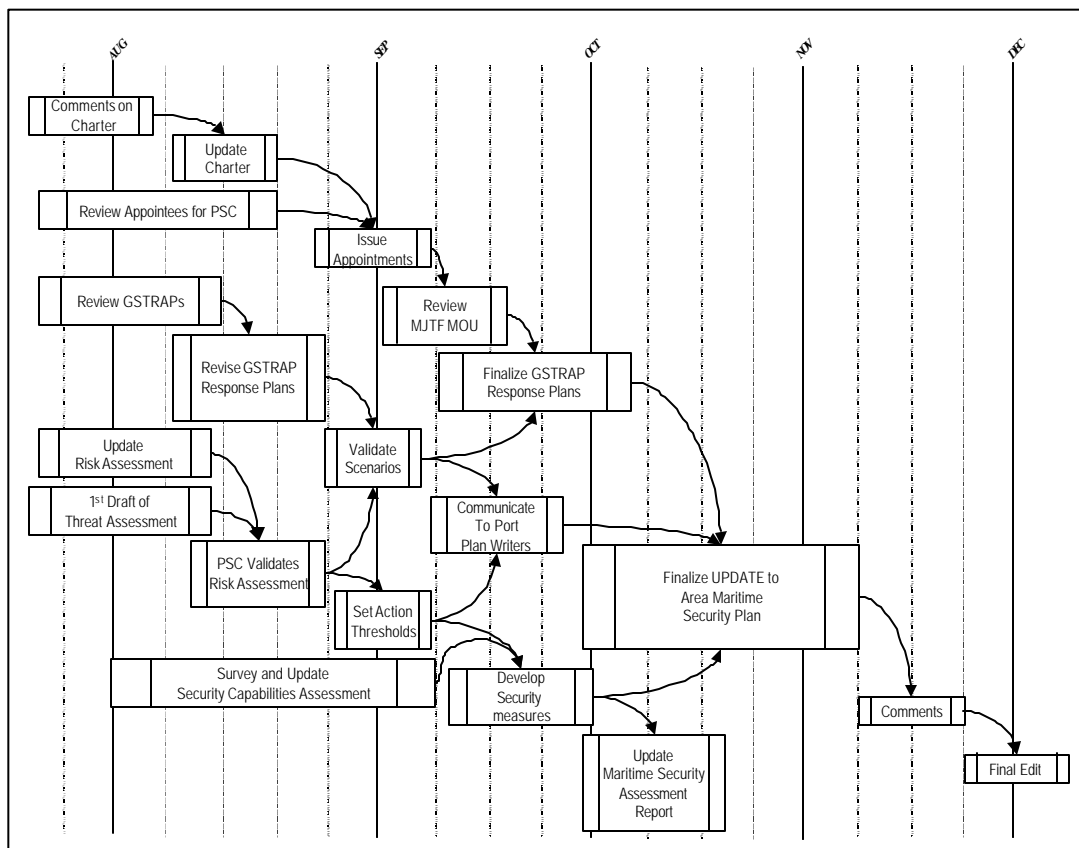 AUG
SEP
OCT
NOV
DEC
Comments on
Charter
Update
Charter
Review Appointees for PSC
Issue
Appointments
Review GSTRAPs
Review
MJTF MOU
Revise GSTRAP
Response Plans
Finalize GSTRAP
Response Plans
Update
Risk Assessment
Validate
Scenarios
1st Draft of
Threat Assessment
Communicate
To Port
Plan Writers
PSC Validates
Risk Assessment
Finalize UPDATE to
Area Maritime
Security Plan
Set Action
Thresholds
Survey and Update
Security Capabilities Assessment
Develop
Security
measures
Comments
Update
Maritime Security
Assessment
Report
Final Edit